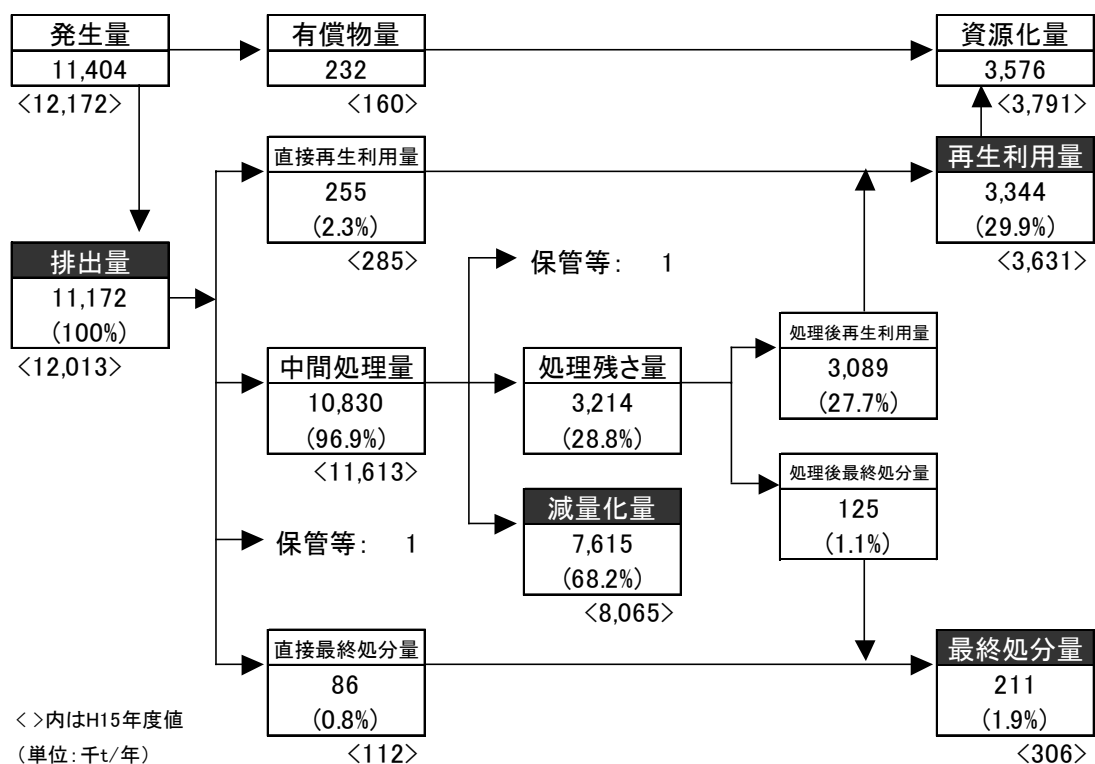 発生量
11,404
<12,172>
有償物量
232
<160>
資源化量
3,576
<3,791>
直接再生利用量
255
(2.3%)
<285>
再生利用量
3,344
(29.9%)
<3,631>
排出量
11,172
(100%)
<12,013>
保管等: 1
中間処理量
10,830
(96.9%)
<11,613>
処理残さ量
3,214
(28.8%)
処理後再生利用量
3,089
(27.7%)
処理後最終処分量
125
(1.1%)
減量化量
7,615
(68.2%)
<8,065>
保管等: 1
直接最終処分量
86
(0.8%)
<112>
最終処分量
211
(1.9%)
<306>
< >内はH15年度値
(単位:千t/年)